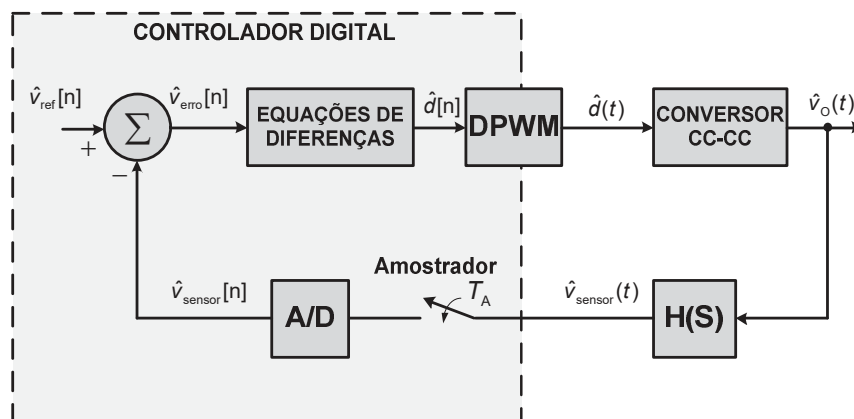 CONTROLADOR DIGITAL
v̂ref[n]
v̂erro[n]
EQUAÇÕES DE
DIFERENÇAS
d̂[n]
DPWM
d̂(t)
CONVERSOR
CC-CC
v̂O(t)
Σ
+
−
Amostrador
TA
v̂sensor[n]
A/D
v̂sensor(t)
H(S)